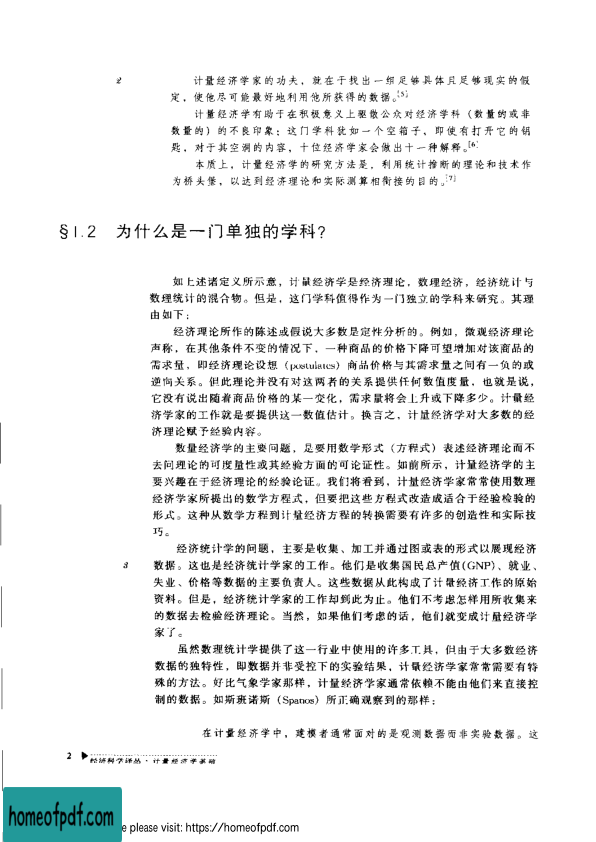 2
计量经济学家的功夫，就在于找出一组足够具体且足够现实的假
定，使他尽可能最好地利用他所获得的数据。[5]
计量经济学有助于在积极意义上驱散公众对经济学科（数量的或非
数量的）的不良印象：这门学科犹如一个空箱子，即使有打开它的钥
匙，对于其空洞的内容，十位经济学家会做出十一种解释。[6]
本质上，计量经济学的研究方法是，利用统计推断的理论和技术作
为桥头堡，以达到经济理论和实际测算相衔接的目的。[7]
§1.2 为什么是一门单独的学科？
如上述诸定义所示意，计量经济学是经济理论，数理经济，经济统计与
数理统计的混合物。但是，这门学科值得作为一门独立的学科来研究。其理
由如下：
经济理论所作的陈述或假说大多数是定性分析的。例如，微观经济理论
声称，在其他条件不变的情况下，一种商品的价格下降可望增加对该商品的
需求量，即经济理论设想（postulates）商品价格与其需求量之间有一负的或
逆向关系。但此理论并没有对这两者的关系提供任何数值度量，也就是说，
它没有说出随着商品价格的某一变化，需求量将会上升或下降多少。计量经
济学家的工作就是要提供这一数值估计。换言之，计量经济学对大多数的经
济理论赋予经验内容。
数量经济学的主要问题，是要用数学形式（方程式）表述经济理论而不
去问理论的可度量性或其经验方面的可论证性。如前所示，计量经济学的主
要兴趣在于经济理论的经验论证。我们将看到，计量经济学家常常使用数理
经济学家所提出的数学方程式，但要把这些方程式改造成适合于经验检验的
形式。这种从数学方程到计量经济方程的转换需要有许多的创造性和实际技
巧。
经济统计学的问题，主要是收集、加工并通过图或表的形式以展现经济
3
数据。这也是经济统计学家的工作。他们是收集国民总产值(GNP)、就业、
失业、价格等数据的主要负责人。这些数据从此构成了计量经济工作的原始
资料。但是，经济统计学家的工作却到此为止。他们不考虑怎样用所收集来
的数据去检验经济理论。当然，如果他们考虑的话，他们就变成计量经济学
家了。
虽然数理统计学提供了这一行业中使用的许多工具，但由于大多数经济
数据的独特性，即数据并非受控下的实验结果，计量经济学家常常需要有特
殊的方法。好比气象学家那样，计量经济学家通常依赖不能由他们来直接控
制的数据。如斯班诺斯（Spanos）所正确观察到的那样：
在计量经济学中，建模者通常面对的是观测数据而非实验数据。这
2 ▶ 经济科学译丛·计量经济学基础
homeofpdf.com
e please visit: https://homeofpdf.com